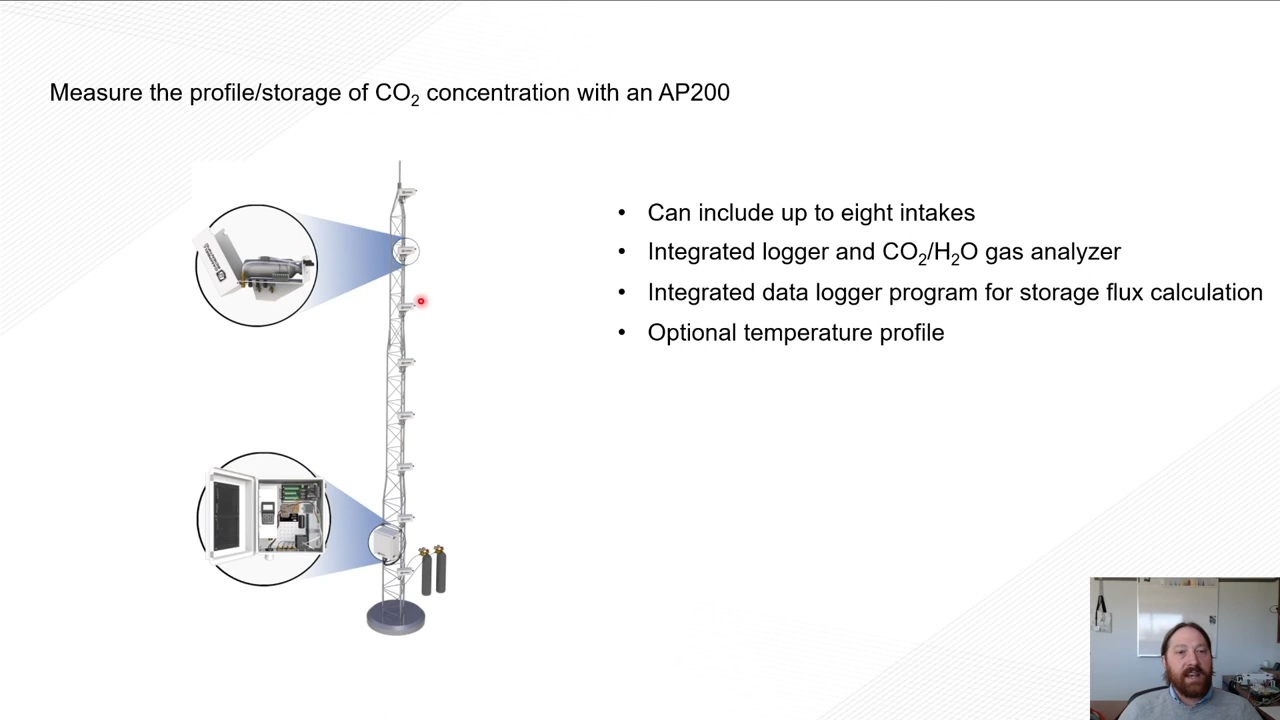 Measure the profile/storage of CO₂ concentration with an AP200
• Can include up to eight intakes
• Integrated logger and CO₂/H₂O gas analyzer
• Integrated data logger program for storage flux calculation
• Optional temperature profile